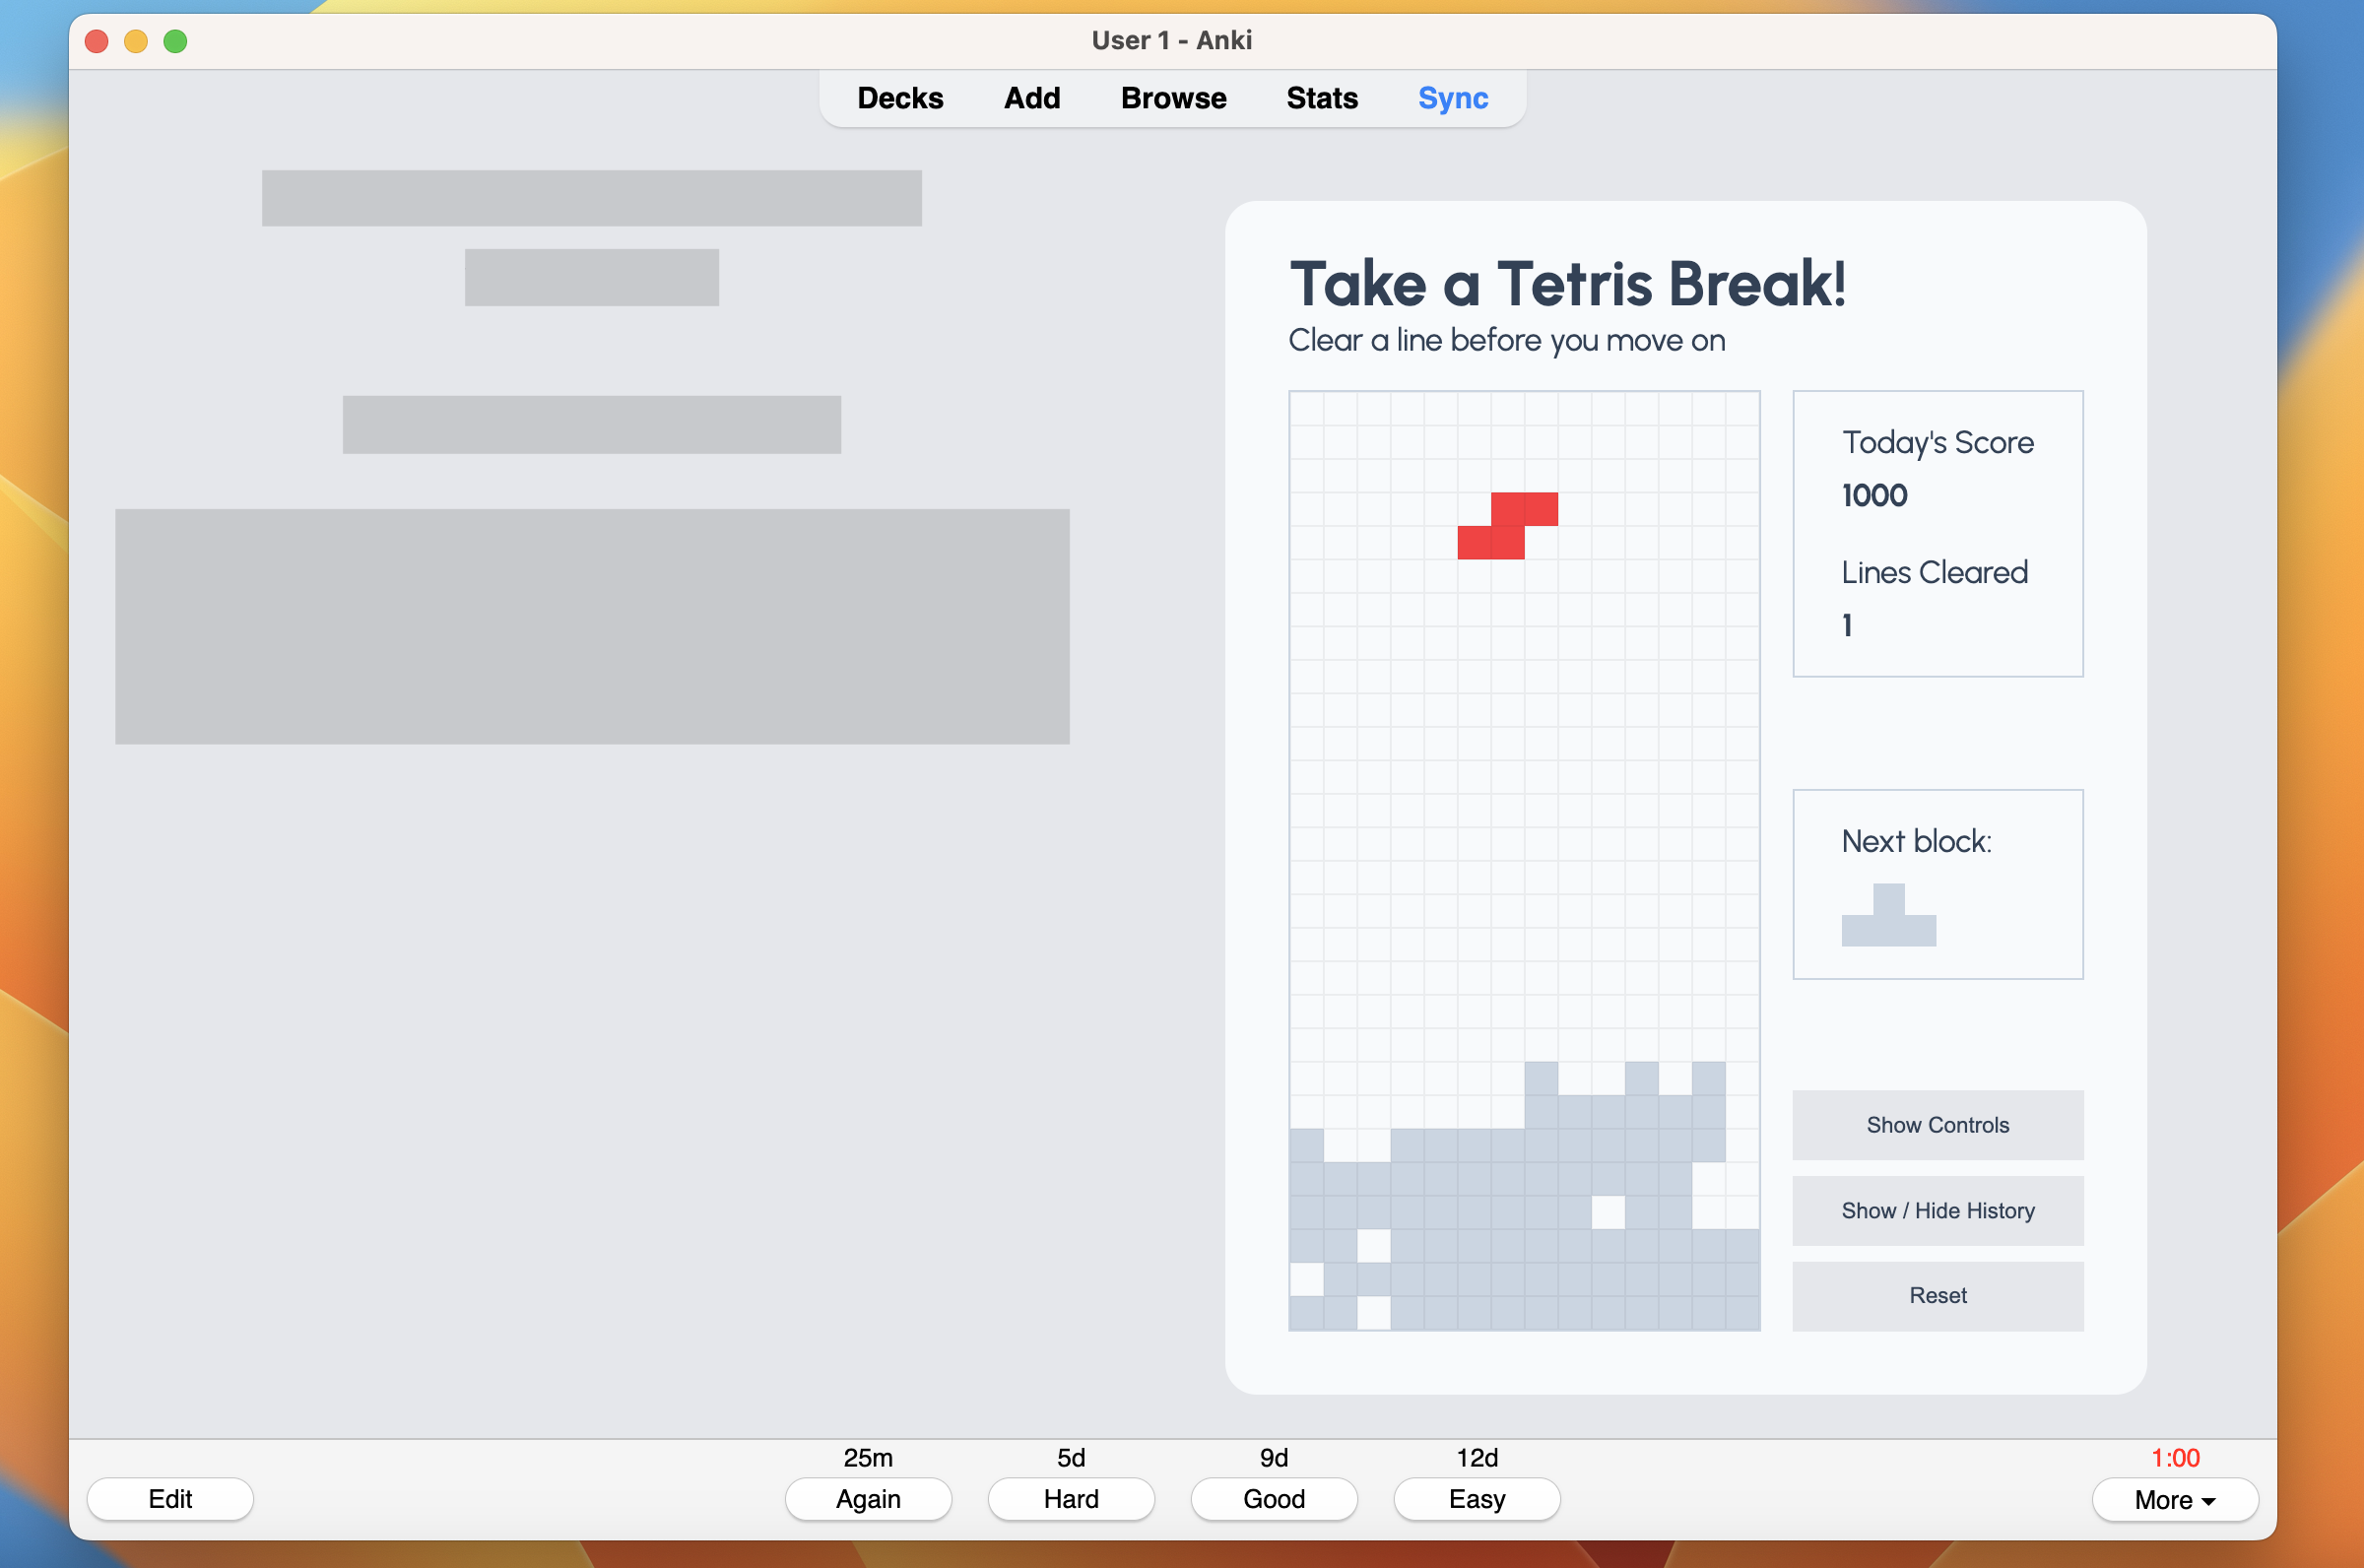 User 1 - Anki
Decks Add Browse Stats Sync
Take a Tetris Break!
Clear a line before you move on
Today's Score
1000
Lines Cleared
1
Next block:
Show Controls
Show / Hide History
Reset
25m 5d 9d 12d 1:00
Edit Again Hard Good Easy More